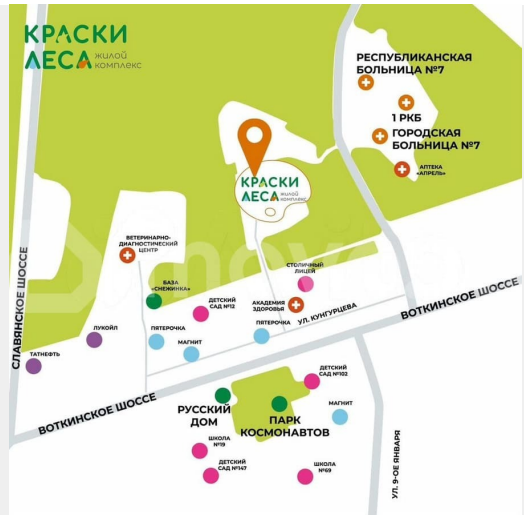 КРАСКИ
ЛЕСА жилой
комплекс
РЕСПУБЛИКАНСКАЯ
БОЛЬНИЦА №7
1 РКБ
ГОРОДСКАЯ
БОЛЬНИЦА №7
АПТЕКА
«АПРЕЛЬ»
КРАСКИ
ЛЕСА жилой
комплекс
ВЕТЕРИНАРНО-
ДИАГНОСТИЧЕСКИЙ
ЦЕНТР
СТОЛИЧНЫЙ
ЛИЦЕЙ
БАЗА
«СНЕЖИНКА»
ДЕТСКИЙ
САД №12
АКАДЕМИЯ
ЗДОРОВЬЯ
УЛ. КУНГУРЦЕВА
ВОТКИНСКОЕ ШОССЕ
СЛАВЯНСКОЕ ШОССЕ
ЛУКОЙЛ
ПЯТЕРОЧКА
ПЯТЕРОЧКА
МАГНИТ
ТАТНЕФТЬ
ВОТКИНСКОЕ ШОССЕ
ДЕТСКИЙ
САД №102
РУССКИЙ
ДОМ
ПАРК
КОСМОНАВТОВ
МАГНИТ
ШКОЛА
№19
ДЕТСКИЙ
САД №147
ШКОЛА
№69
УЛ. 9-ОЕ ЯНВАРЯ